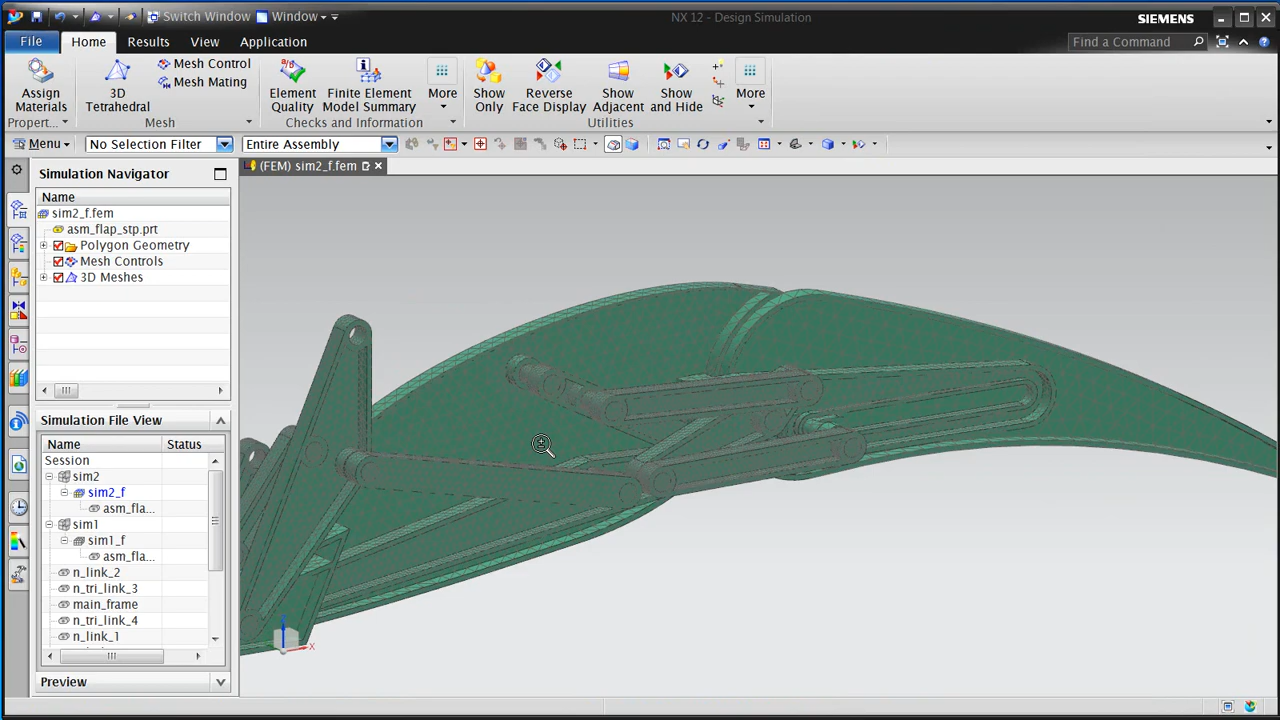 Switch Window Window NX 12 - Design Simulation SIEMENS
File Home Results View Application Find a Command
Assign Materials 3D Tetrahedral Mesh Control Mesh Mating Element Quality Finite Element Model Summary More Show Only Reverse Face Display Show Adjacent Show and Hide More
Propert... Mesh Checks and Information Utilities
Menu No Selection Filter Entire Assembly
Simulation Navigator (FEM) sim2_f.fem
Name
sim2_f.fem
asm_flap_stp.prt
Polygon Geometry
Mesh Controls
3D Meshes
Simulation File View
Name Status
Session
sim2
sim2_f
asm_fla...
sim1
sim1_f
asm_fla...
n_link_2
n_tri_link_3
main_frame
n_tri_link_4
n_link_1
X
Preview